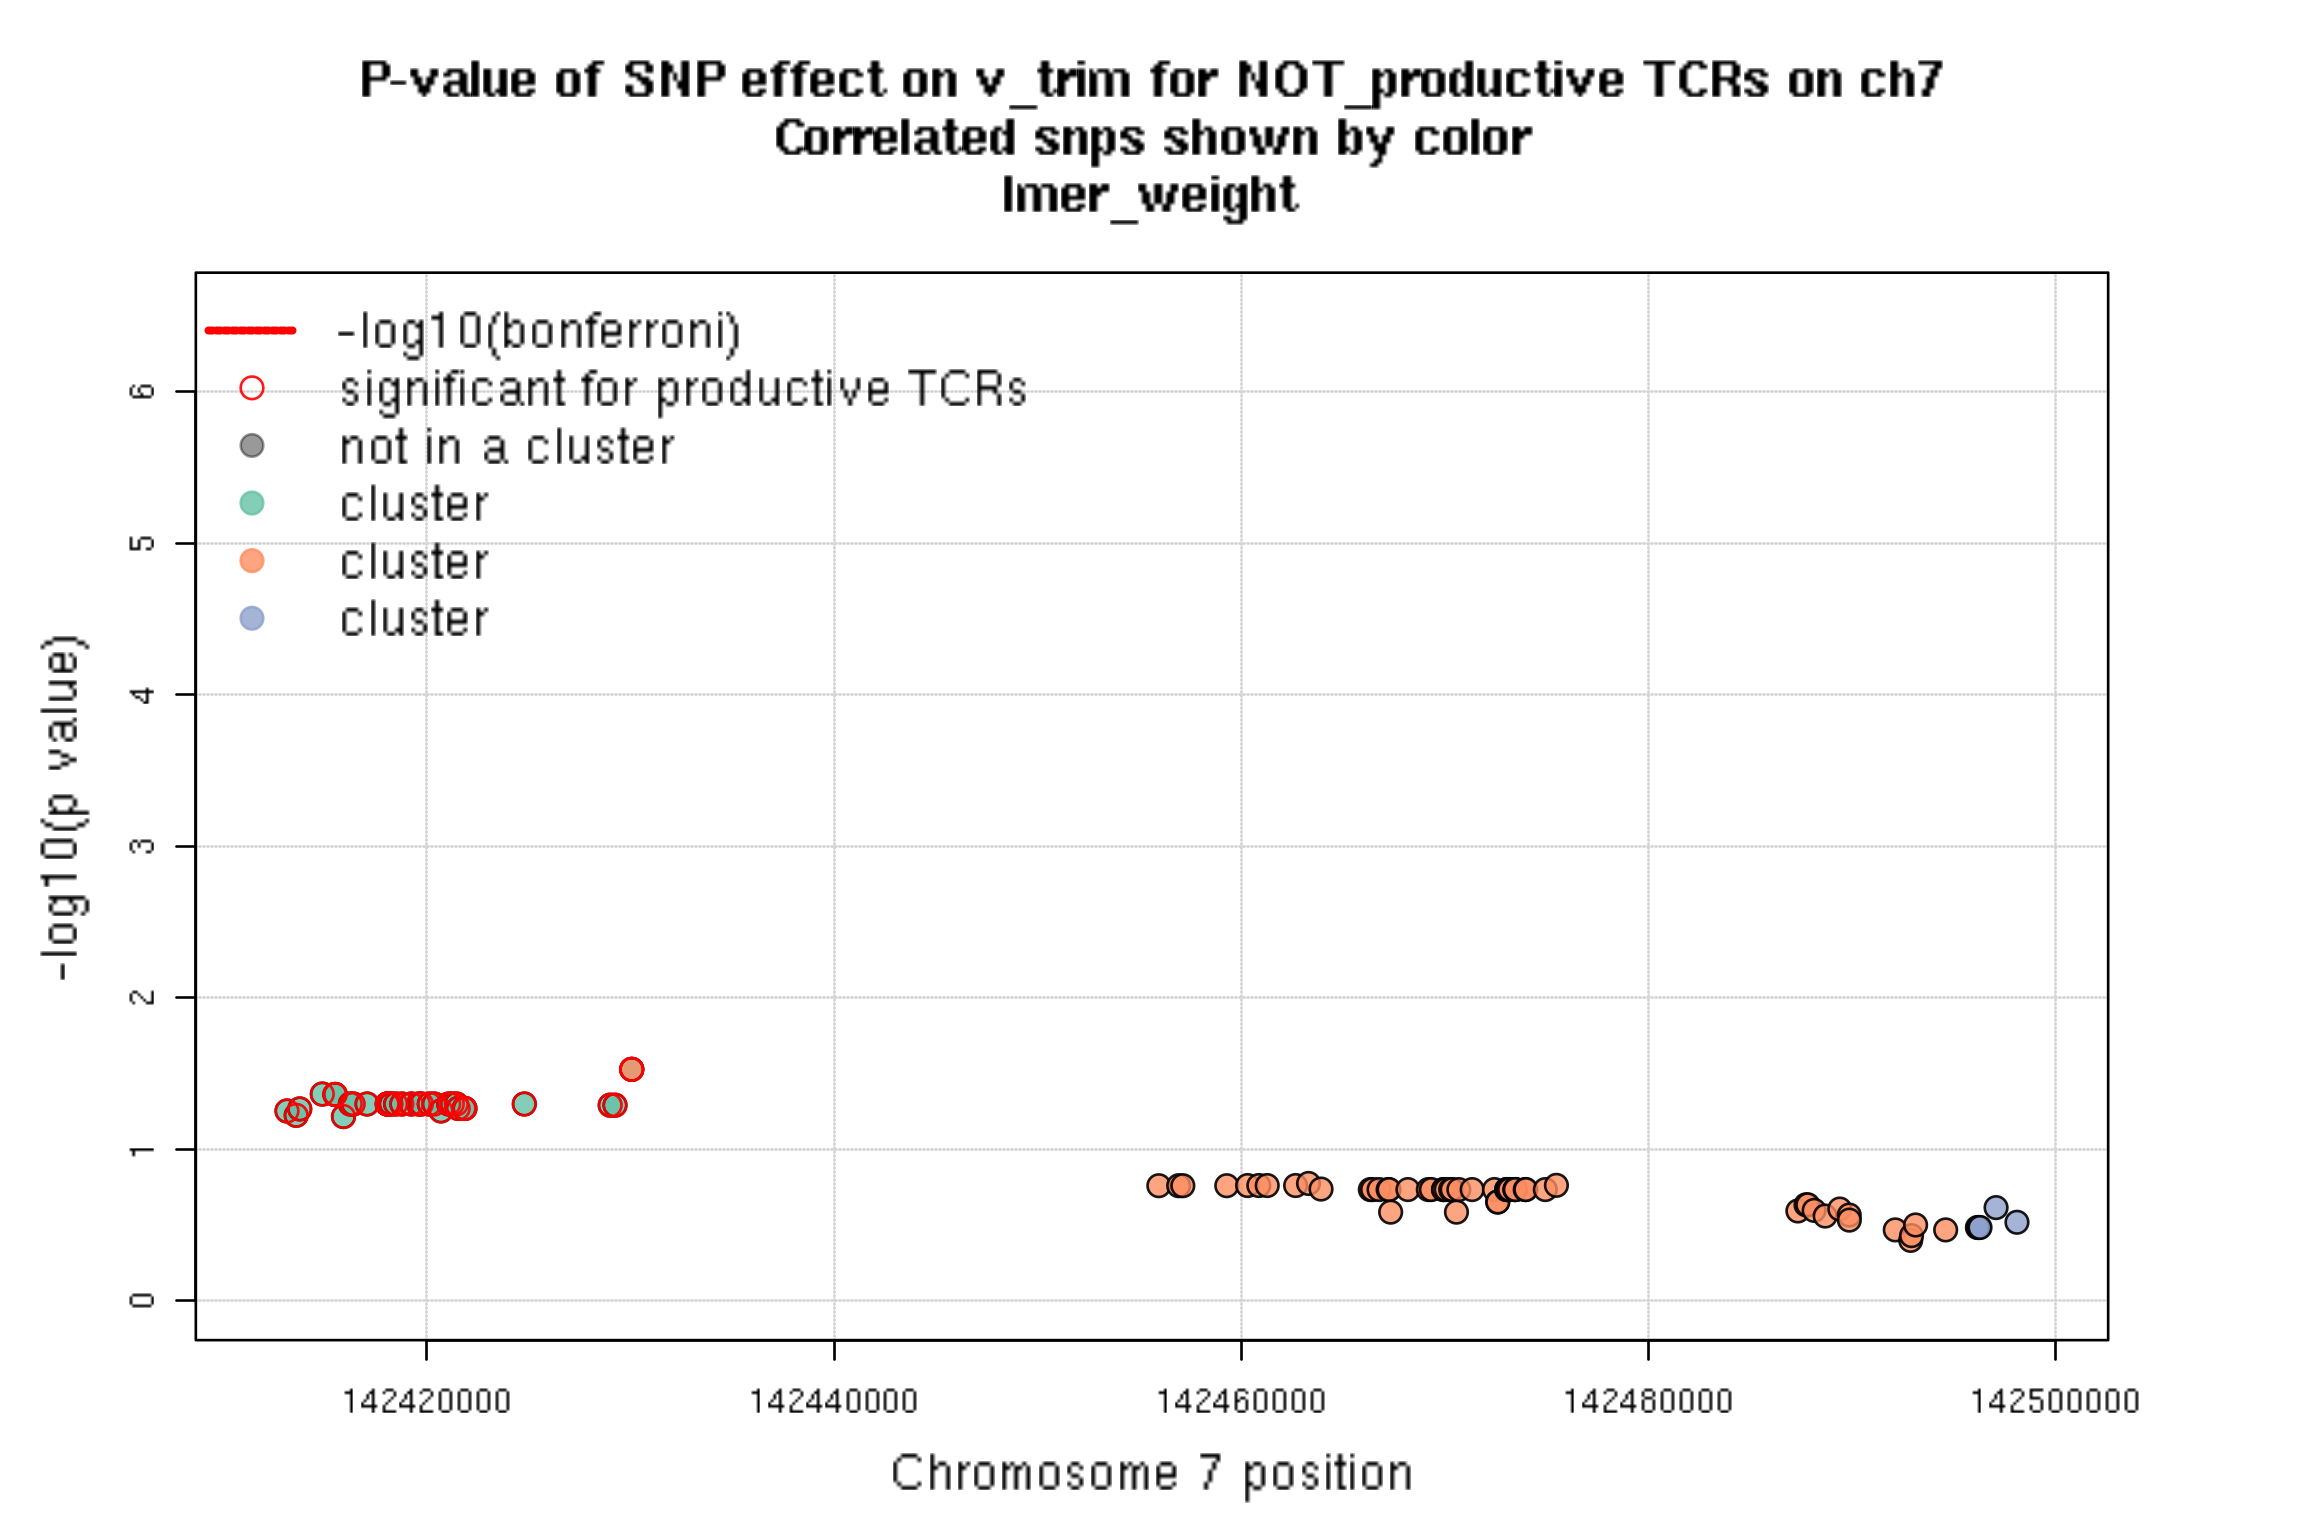 P-value of SNP effect on v_trim for NOT_productive TCRs on ch7
Correlated snps shown by color
lmer_weight
-log10(bonferroni)
significant for productive TCRs
not in a cluster
cluster
cluster
cluster
-log10(p value)
6
5
4
3
2
1
0
142420000 142440000 142460000 142480000 142500000
Chromosome 7 position